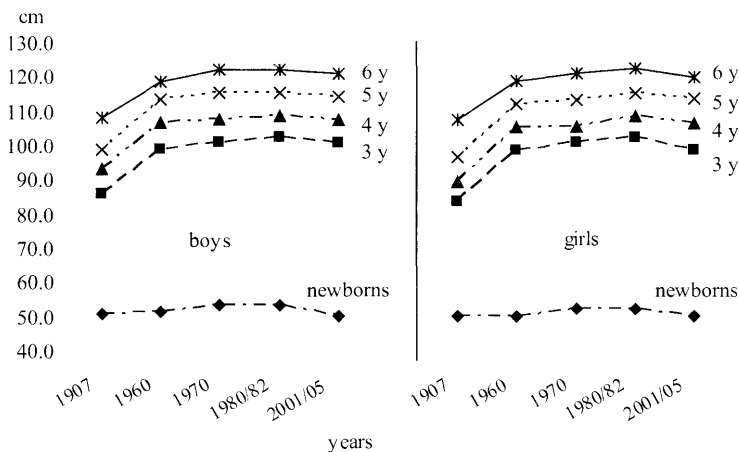 cm
130.0
120.0
110.0
100.0
90.0
80.0
70.0
60.0
50.0
40.0
6 y
5 y
4 y
3 y
boys
newborns
6 y
5 y
4 y
3 y
girls
newborns
1907
1960
1970
1980/82
2001/05
1907
1960
1970
1980/82
2001/05
years